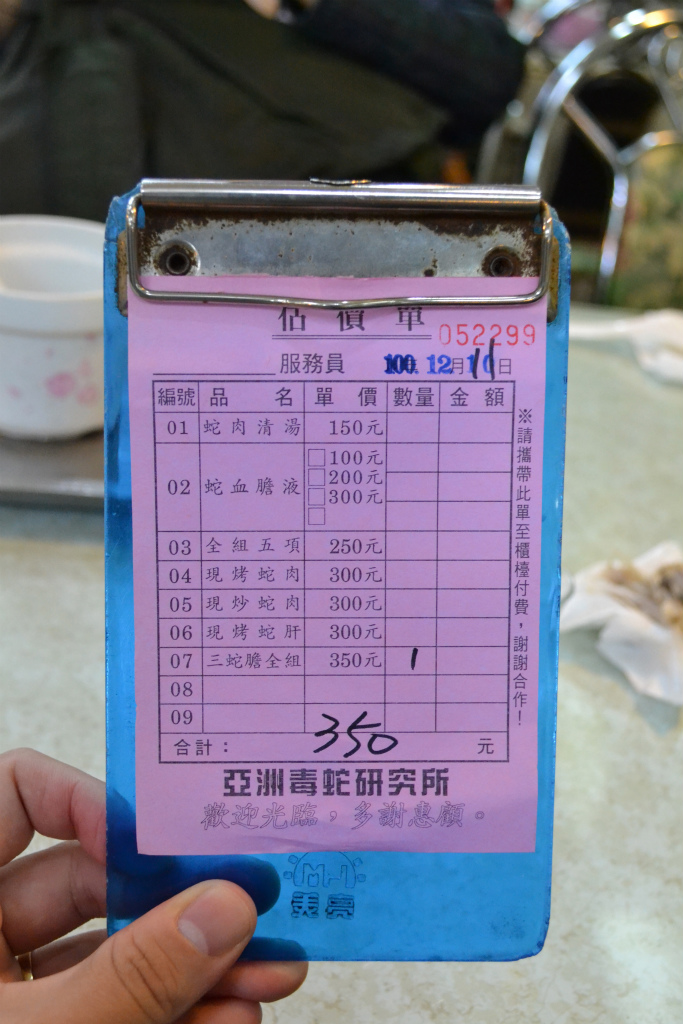 估價單
052299
服務員 100年 12月11日
編號 品名 單價 數量 金額
01 蛇肉清湯 150元
02 蛇血膽液 100元
200元
300元
03 全組五項 250元
04 現烤蛇肉 300元
05 現炒蛇肉 300元
06 現烤蛇肝 300元
07 三蛇膽全組 350元 1
08
09
合計： 350 元
※請攜帶此單至櫃檯付費，謝謝合作！
亞洲毒蛇研究所
歡迎光臨，多謝惠顧。
美亮